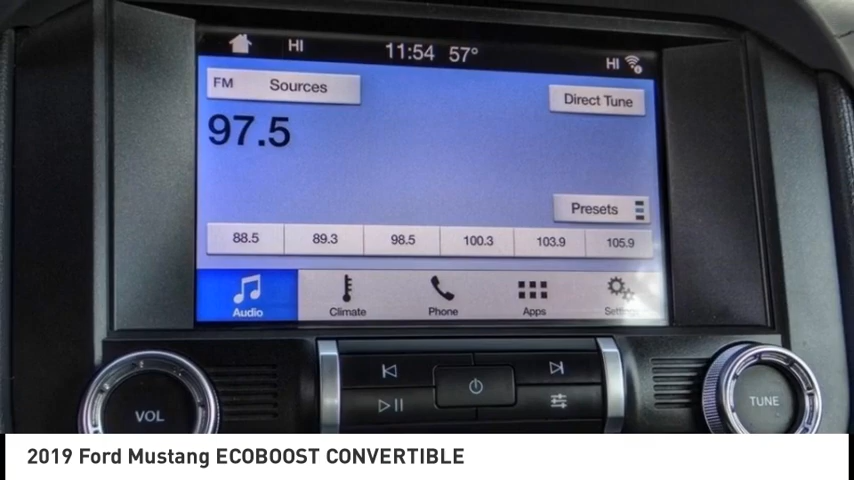 HI 11:54 57° HI
FM Sources
Direct Tune
97.5
Presets
88.5 89.3 98.5 100.3 103.9 105.9
Audio Climate Phone Apps Settings
VOL
TUNE
2019 Ford Mustang ECOBOOST CONVERTIBLE